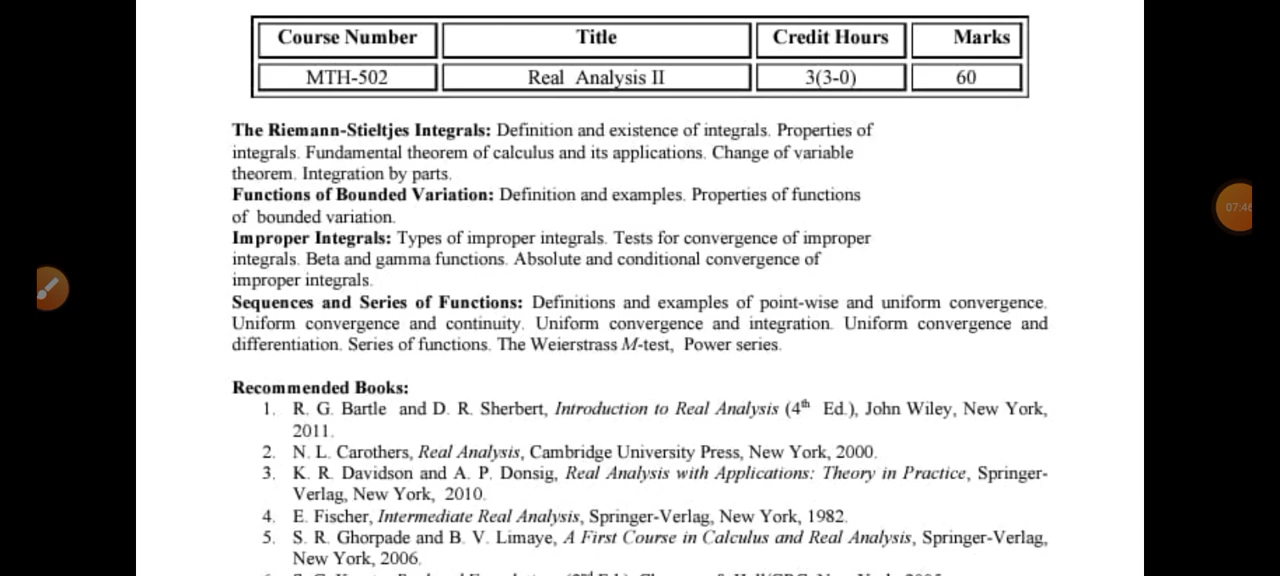 Course Number Title Credit Hours Marks
MTH-502 Real Analysis II 3(3-0) 60
The Riemann-Stieltjes Integrals: Definition and existence of integrals. Properties of
integrals. Fundamental theorem of calculus and its applications. Change of variable
theorem. Integration by parts.
Functions of Bounded Variation: Definition and examples. Properties of functions
of bounded variation.
Improper Integrals: Types of improper integrals. Tests for convergence of improper
integrals. Beta and gamma functions. Absolute and conditional convergence of
improper integrals.
Sequences and Series of Functions: Definitions and examples of point-wise and uniform convergence.
Uniform convergence and continuity. Uniform convergence and integration. Uniform convergence and
differentiation. Series of functions. The Weierstrass M-test, Power series.
Recommended Books:
1. R. G. Bartle and D. R. Sherbert, Introduction to Real Analysis (4th Ed.), John Wiley, New York,
2011.
2. N. L. Carothers, Real Analysis, Cambridge University Press, New York, 2000.
3. K. R. Davidson and A. P. Donsig, Real Analysis with Applications: Theory in Practice, Springer-
Verlag, New York, 2010.
4. E. Fischer, Intermediate Real Analysis, Springer-Verlag, New York, 1982.
5. S. R. Ghorpade and B. V. Limaye, A First Course in Calculus and Real Analysis, Springer-Verlag,
New York, 2006.
07:46